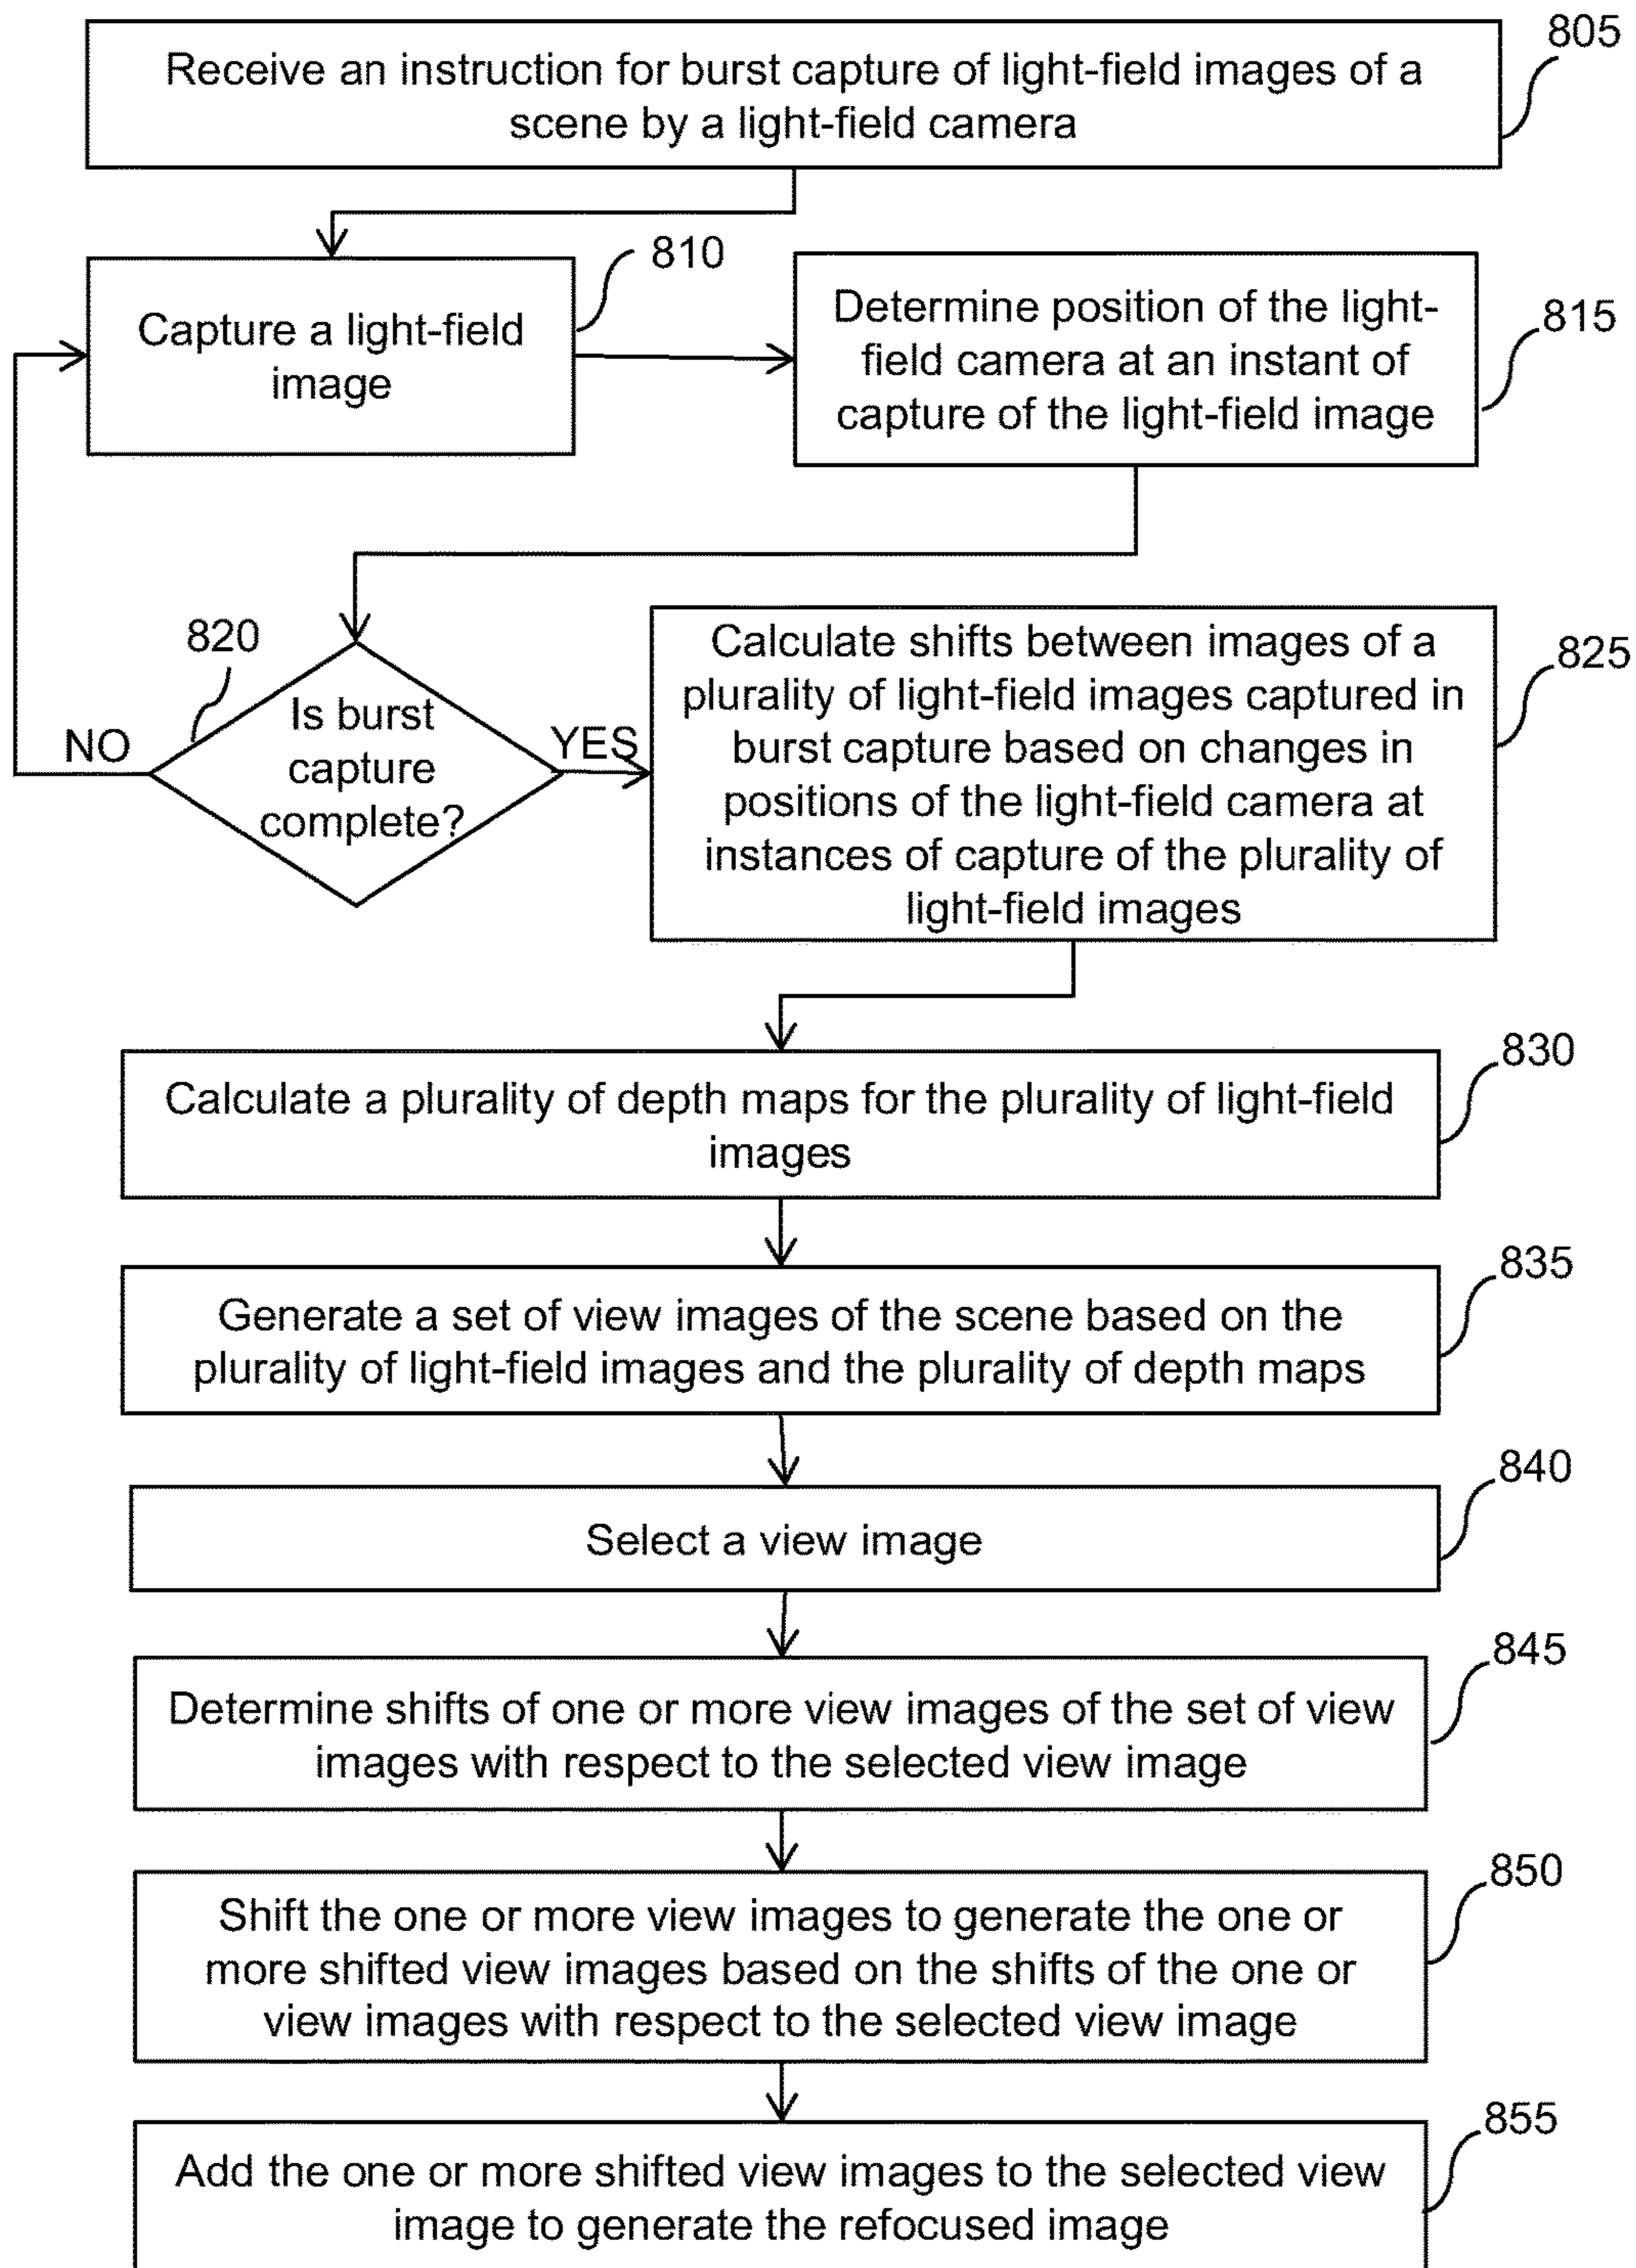 805
Receive an instruction for burst capture of light-field images of a
scene by a light-field camera
810
Capture a light-field
image
815
Determine position of the light-
field camera at an instant of
capture of the light-field image
820
Is burst
capture
complete?
NO
YES
825
Calculate shifts between images of a
plurality of light-field images captured in
burst capture based on changes in
positions of the light-field camera at
instances of capture of the plurality of
light-field images
830
Calculate a plurality of depth maps for the plurality of light-field
images
835
Generate a set of view images of the scene based on the
plurality of light-field images and the plurality of depth maps
840
Select a view image
845
Determine shifts of one or more view images of the set of view
images with respect to the selected view image
850
Shift the one or more view images to generate the one or
more shifted view images based on the shifts of the one or
view images with respect to the selected view image
855
Add the one or more shifted view images to the selected view
image to generate the refocused image